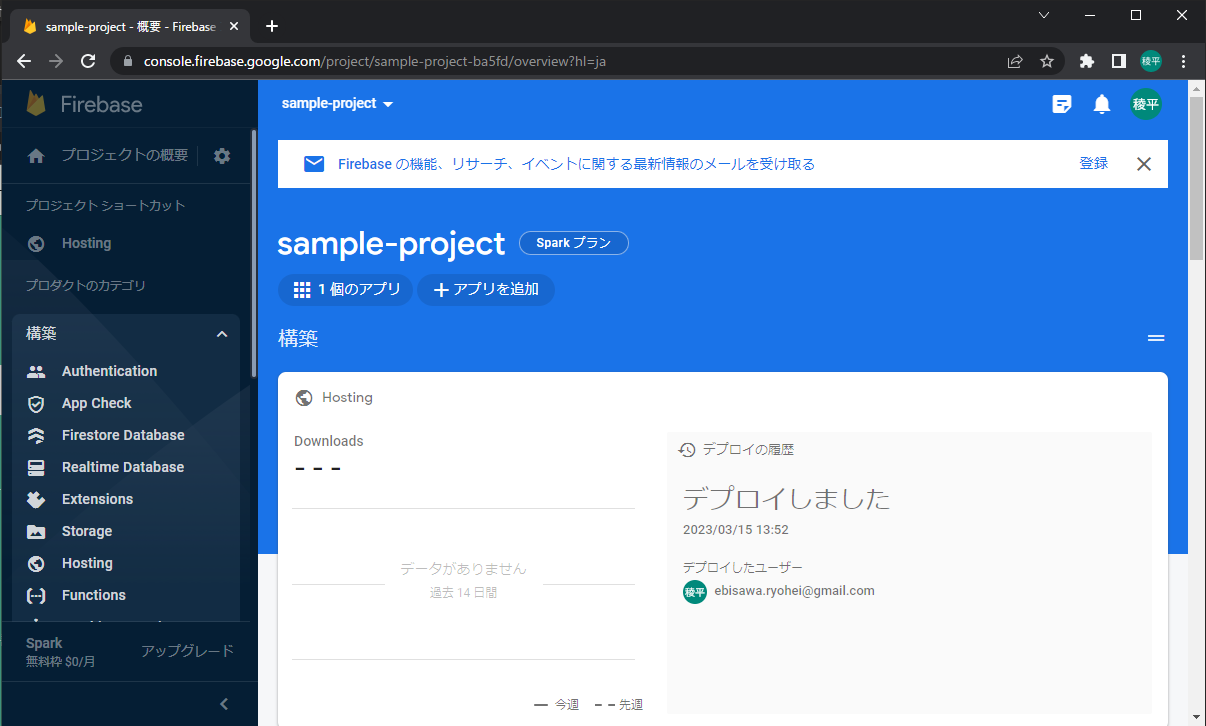 sample-project - 概要 - Firebase
console.firebase.google.com/project/sample-project-ba5fd/overview?hl=ja
稜平
Firebase
プロジェクトの概要
プロジェクト ショートカット
Hosting
プロダクトのカテゴリ
構築
Authentication
App Check
Firestore Database
Realtime Database
Extensions
Storage
Hosting
Functions
Spark
無料枠 $0/月
アップグレード
sample-project
稜平
Firebase の機能、リサーチ、イベントに関する最新情報のメールを受け取る
登録
sample-project
Spark プラン
1 個のアプリ
アプリを追加
構築
Hosting
Downloads
- - -
データがありません
過去 14 日間
今週
先週
デプロイの履歴
デプロイしました
2023/03/15 13:52
デプロイしたユーザー
稜平
ebisawa.ryohei@gmail.com